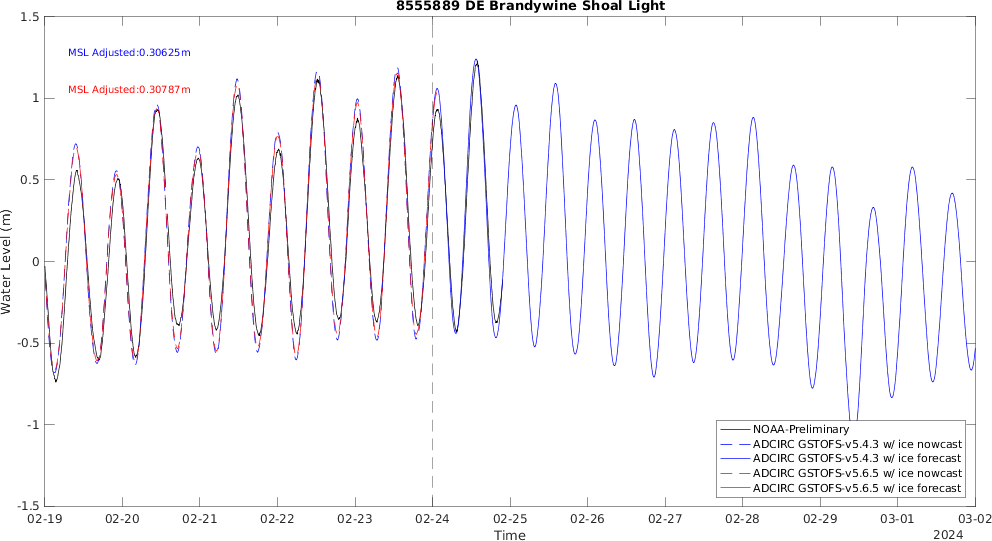 8555889 DE Brandywine Shoal Light
MSL Adjusted:0.30625m
MSL Adjusted:0.30787m
Water Level (m)
1.5
1
0.5
0
-0.5
-1
-1.5
NOAA-Preliminary
ADCIRC GSTOFS-v5.4.3 w/ ice nowcast
ADCIRC GSTOFS-v5.4.3 w/ ice forecast
ADCIRC GSTOFS-v5.6.5 w/ ice nowcast
ADCIRC GSTOFS-v5.6.5 w/ ice forecast
02-19 02-20 02-21 02-22 02-23 02-24 02-25 02-26 02-27 02-28 02-29 03-01 03-02
Time
2024